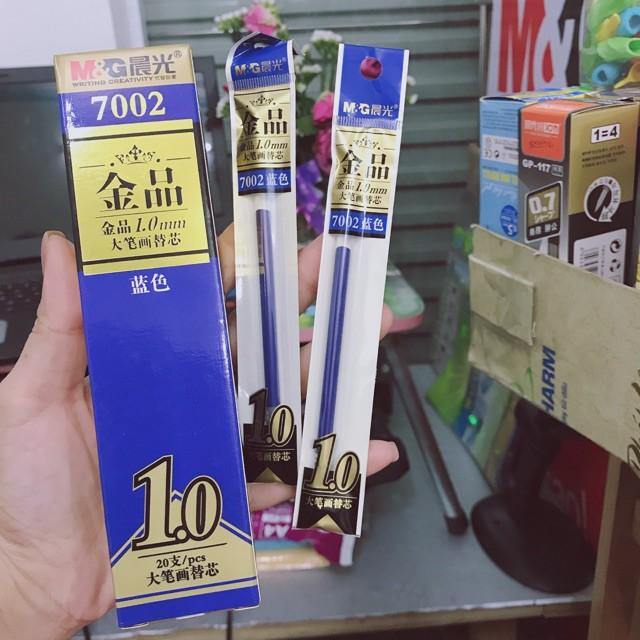 M&G晨光®
WRITING CREATIVITY
7002
金品
金品 1.0mm
大笔画替芯
蓝色
1.0
20支/pcs
大笔画替芯
M&G晨光
金品
金品 1.0mm
大笔画替芯
7002 蓝色
1.0
大笔画替芯
M&G晨光
金品
金品 1.0mm
大笔画替芯
7002 蓝色
1.0
大笔画替芯
M&
GP-117
0.7
1=4
HARM
A4